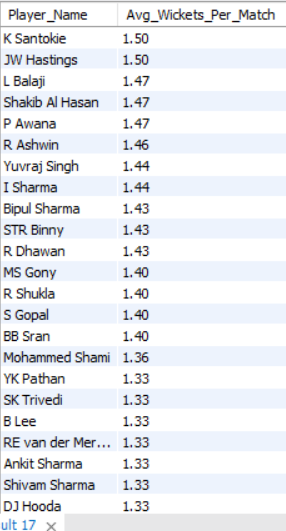 Player_Name Avg_Wickets_Per_Match
K Santokie 1.50
JW Hastings 1.50
L Balaji 1.47
Shakib Al Hasan 1.47
P Awana 1.47
R Ashwin 1.46
Yuvraj Singh 1.44
I Sharma 1.44
Bipul Sharma 1.43
STR Binny 1.43
R Dhawan 1.43
MS Gony 1.40
R Shukla 1.40
S Gopal 1.40
BB Sran 1.40
Mohammed Shami 1.36
YK Pathan 1.33
SK Trivedi 1.33
B Lee 1.33
RE van der Mer... 1.33
Ankit Sharma 1.33
Shivam Sharma 1.33
DJ Hooda 1.33
ult 17 ×